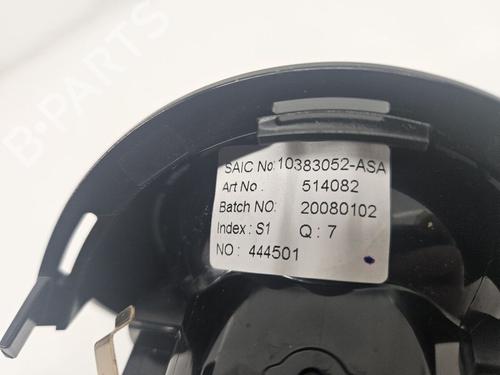 B-PARTS
SAIC No: 10383052-ASA
Art No . 514082
Batch NO: 20080102
Index : S1 Q : 7
NO : 444501